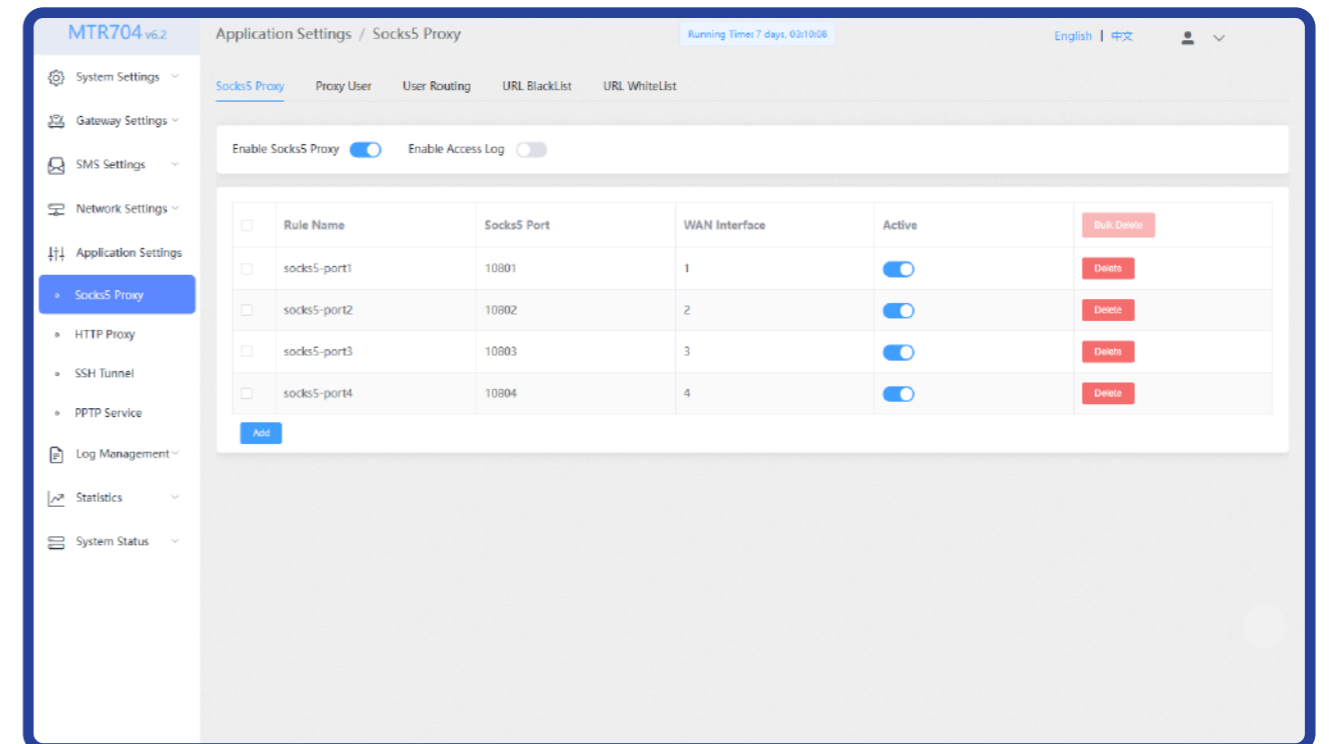 MTR704 v6.2
Application Settings / Socks5 Proxy
Running Time: 7 days, 03:10:08
English | 中文
System Settings
Gateway Settings
SMS Settings
Network Settings
Application Settings
Socks5 Proxy
HTTP Proxy
SSH Tunnel
PPTP Service
Log Management
Statistics
System Status
Socks5 Proxy Proxy User User Routing URL BlackList URL WhiteList
Enable Socks5 Proxy Enable Access Log
Rule Name Socks5 Port WAN Interface Active Bulk Delete
socks5-port1 10801 1 Delete
socks5-port2 10802 2 Delete
socks5-port3 10803 3 Delete
socks5-port4 10804 4 Delete
Add